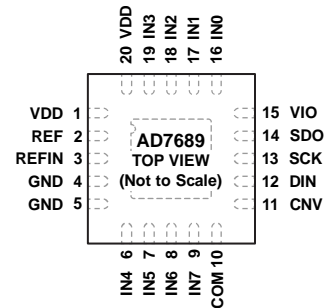 20 VDD
19 IN3
18 IN2
17 IN1
16 IN0
VDD 1
REF 2
REFIN 3
GND 4
GND 5
AD7689
TOP VIEW
(Not to Scale)
15 VIO
14 SDO
13 SCK
12 DIN
11 CNV
IN4 6
IN5 7
IN6 8
IN7 9
COM 10